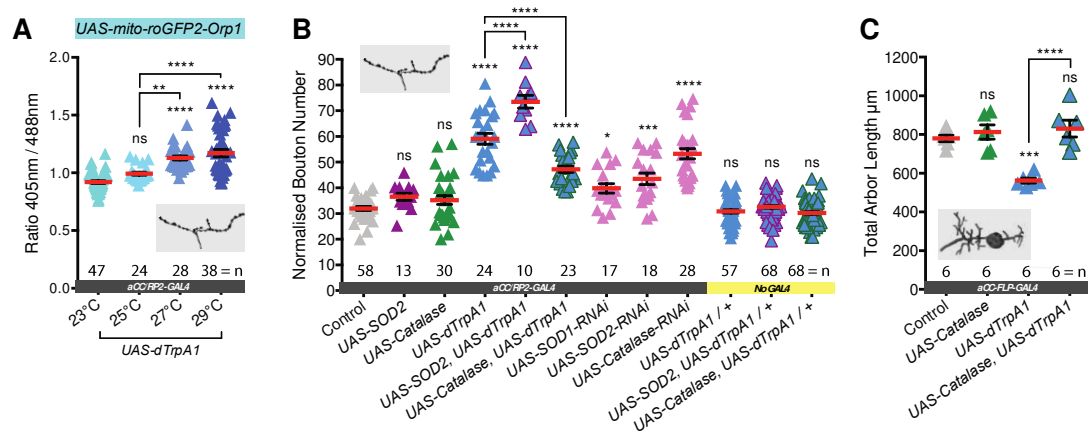 A
UAS-mito-roGFP2-Orp1
Ratio 405nm / 488nm
2.0
1.5
1.0
0.5
0.0
ns
**
****
****
****
47 24 28 38 = n
aCC/RP2-GAL4
23°C 25°C 27°C 29°C
UAS-dTrpA1
B
Normalised Bouton Number
90
80
70
60
50
40
30
20
10
0
ns
ns
****
****
****
****
****
*
***
****
ns
ns
ns
58 13 30 24 10 23 17 18 28 57 68 68 = n
aCC/RP2-GAL4
No GAL4
Control
UAS-SOD2
UAS-Catalase
UAS-dTrpA1
UAS-SOD2, UAS-dTrpA1
UAS-Catalase, UAS-dTrpA1
UAS-SOD1-RNAi
UAS-SOD2-RNAi
UAS-Catalase-RNAi
UAS-dTrpA1 / +
UAS-SOD2, UAS-dTrpA1 / +
UAS-Catalase, UAS-dTrpA1 / +
C
Total Arbor Length µm
1200
1000
800
600
400
200
0
ns
***
****
ns
6 6 6 6 = n
aCC-FLP-GAL4
Control
UAS-Catalase
UAS-dTrpA1
UAS-Catalase, UAS-dTrpA1